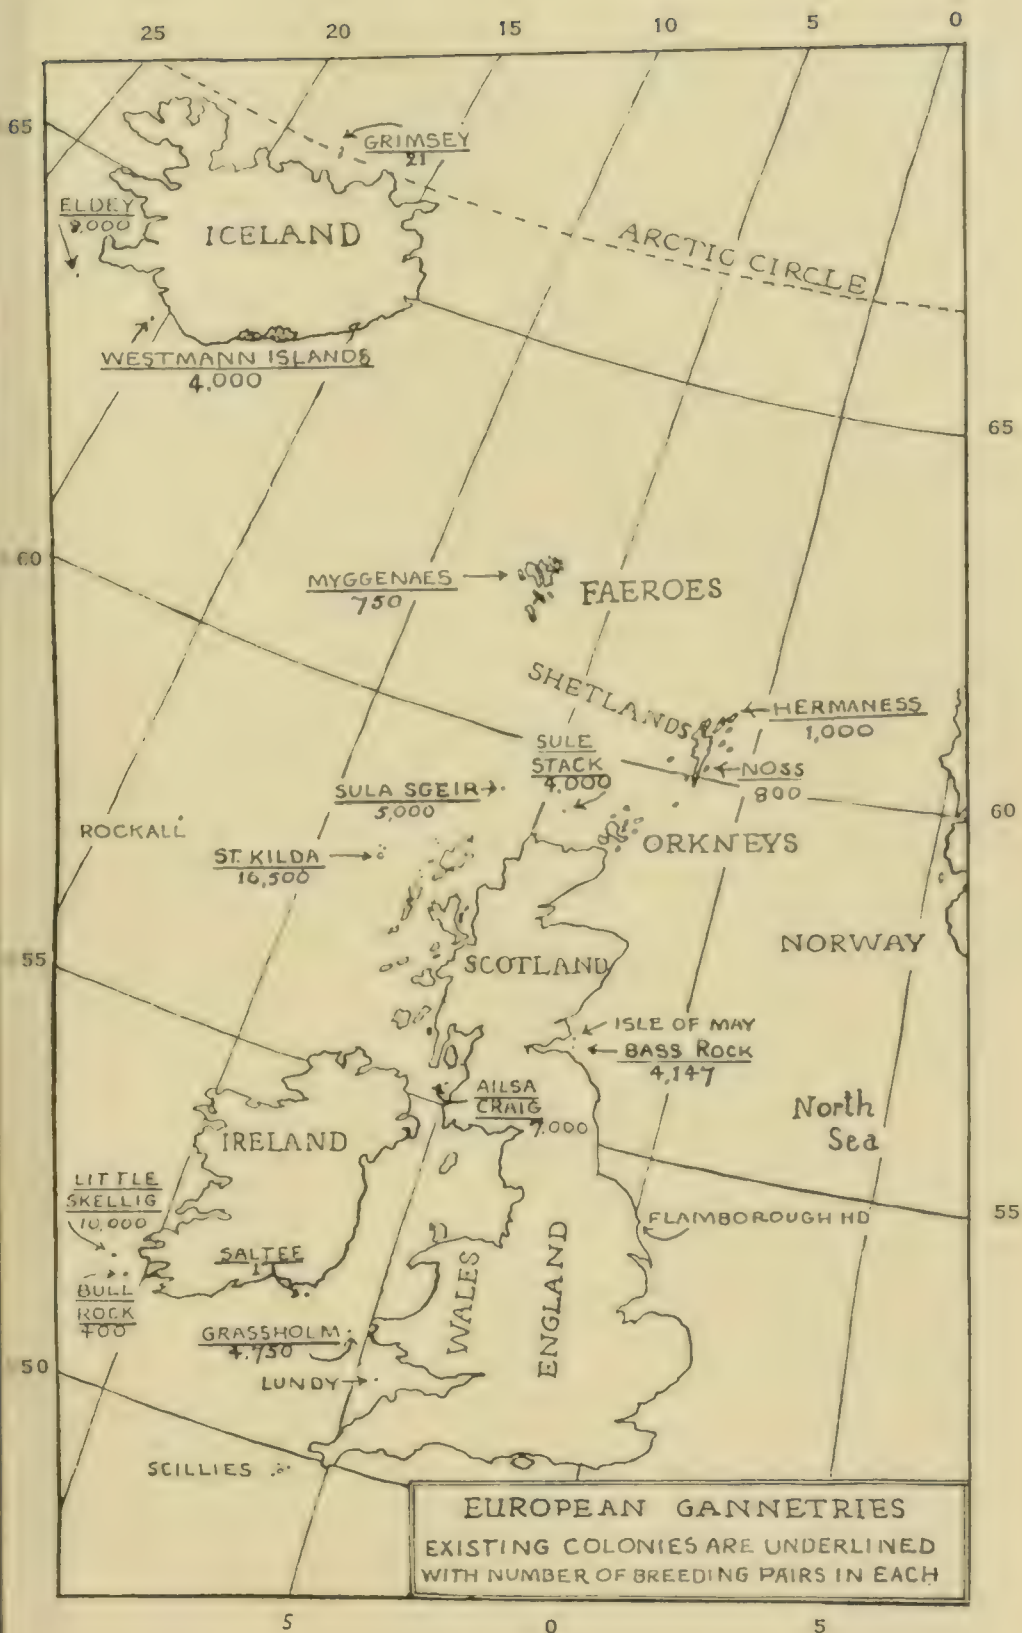 25 20 15 10 5 0
65
GRIMSEY
21
ELDEY
9,000
ICELAND
ARCTIC CIRCLE
WESTMANN ISLANDS
4,000
65
60
MYGGENAES
750
FAEROES
SHETLANDS
HERMANESS
1,000
SULE
STACK
4,000
NOSS
800
SULA SGEIR
5,000
60
ROCKALL
ST. KILDA
16,500
ORKNEYS
NORWAY
55
SCOTLAND
ISLE OF MAY
BASS ROCK
4,147
AILSA
CRAIG
7,000
North
Sea
IRELAND
LITTLE
SKELLIG
10,000
55
FLAMBOROUGH HD
SALTEE
1
BULL
ROCK
400
WALES
ENGLAND
GRASSHOLM
4,750
50
LUNDY
SCILLIES
EUROPEAN GANNETRIES
EXISTING COLONIES ARE UNDERLINED
WITH NUMBER OF BREEDING PAIRS IN EACH
5 0 5